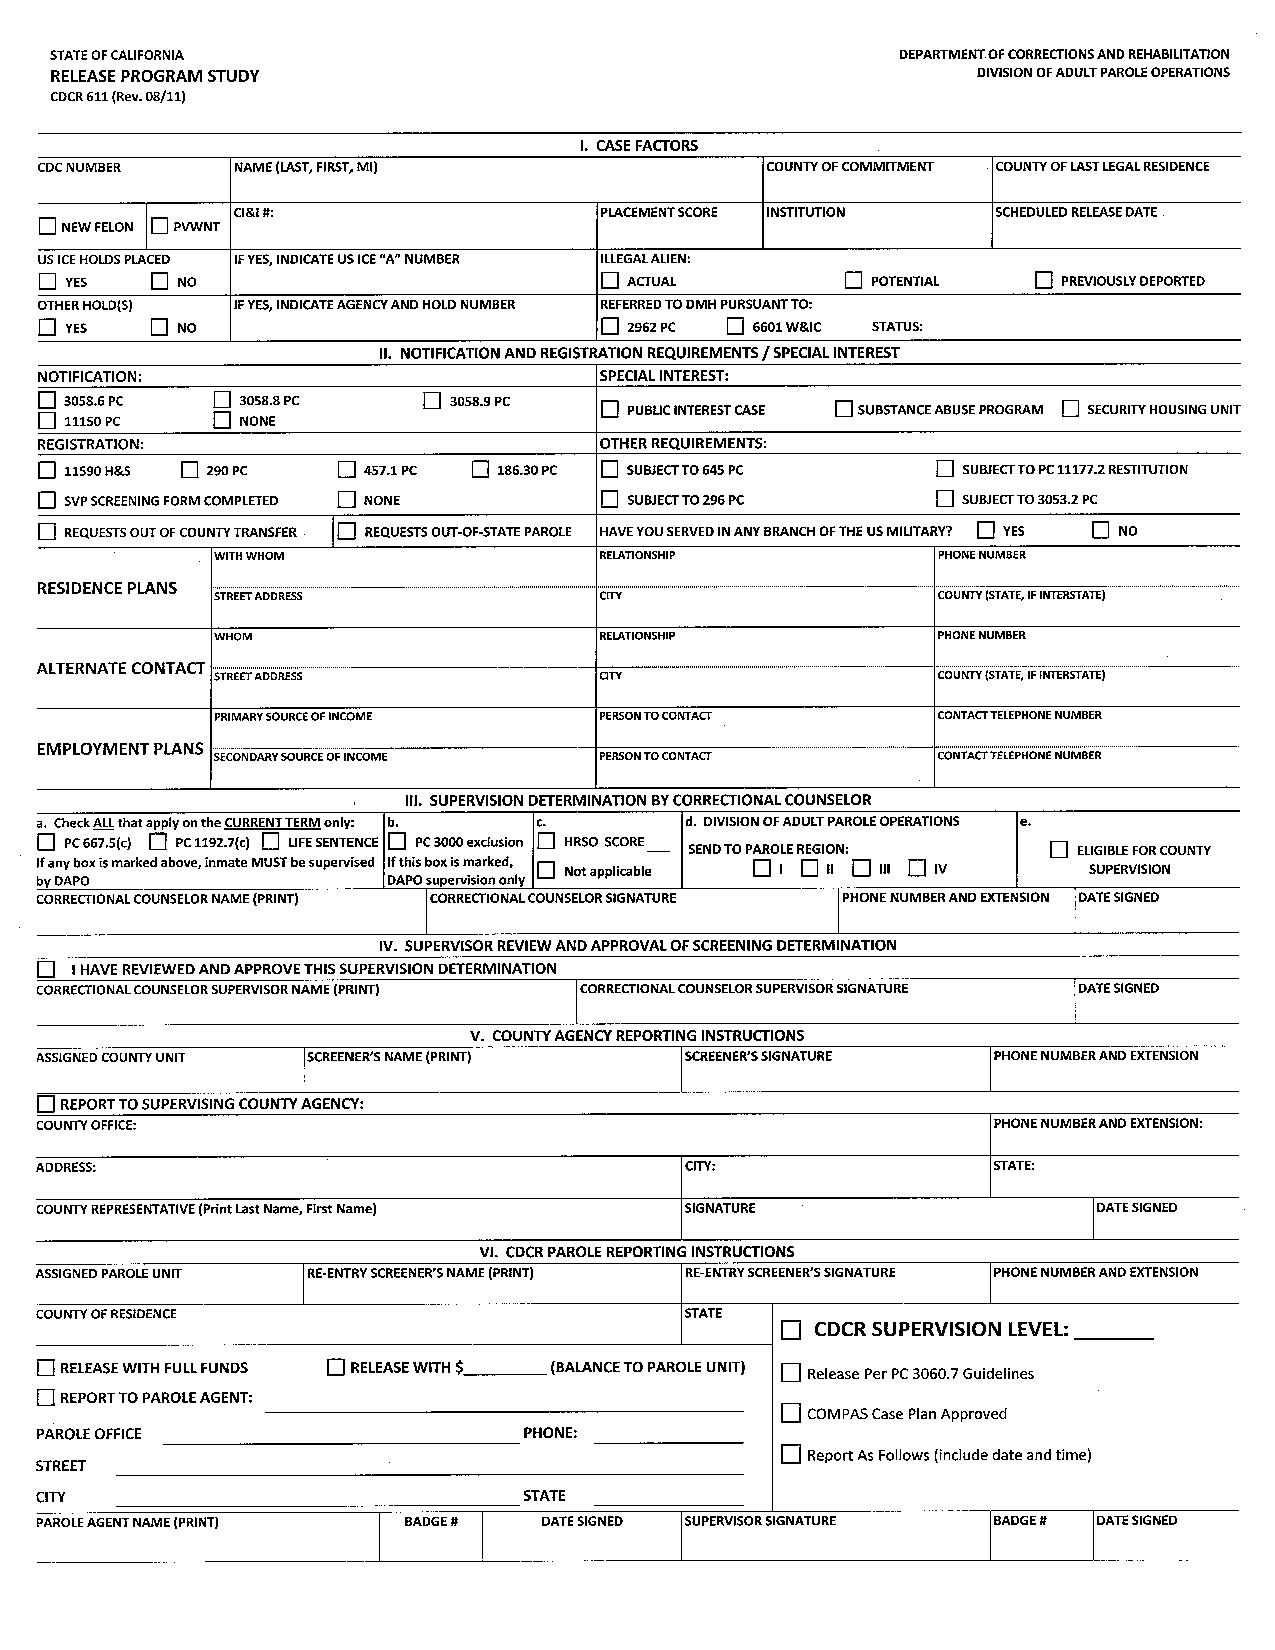 STATE OF CALIFORNIA
DEPARTMENT OF CORRECTIONS AND REHABILITATION
RELEASE PROGRAM STUDY
DIVISION OF ADULT PAROLE OPERATIONS
CDCR 611 (Rev. 08/11)
I. CASE FACTORS
CDC NUMBER NAME (LAST, FIRST, MI) COUNTY OF COMMITMENT COUNTY OF LAST LEGAL RESIDENCE
NEW FELON PVWNT CI&I #: PLACEMENT SCORE INSTITUTION SCHEDULED RELEASE DATE
US ICE HOLDS PLACED IF YES, INDICATE US ICE "A" NUMBER ILLEGAL ALIEN:
YES NO ACTUAL POTENTIAL PREVIOUSLY DEPORTED
OTHER HOLD(S) IF YES, INDICATE AGENCY AND HOLD NUMBER REFERRED TO DMH PURSUANT TO:
YES NO 2962 PC 6601 W&IC STATUS:
II. NOTIFICATION AND REGISTRATION REQUIREMENTS / SPECIAL INTEREST
NOTIFICATION: SPECIAL INTEREST:
3058.6 PC 3058.8 PC 3058.9 PC
PUBLIC INTEREST CASE SUBSTANCE ABUSE PROGRAM SECURITY HOUSING UNIT
11150 PC NONE
REGISTRATION: OTHER REQUIREMENTS:
11590 H&S 290 PC 457.1 PC 186.30 PC SUBJECT TO 645 PC SUBJECT TO PC 11177.2 RESTITUTION
SVP SCREENING FORM COMPLETED NONE SUBJECT TO 296 PC SUBJECT TO 3053.2 PC
REQUESTS OUT OF COUNTY TRANSFER REQUESTS OUT-OF-STATE PAROLE HAVE YOU SERVED IN ANY BRANCH OF THE US MILITARY? YES NO
WITH WHOM RELATIONSHIP PHONE NUMBER
RESIDENCE PLANS
STREET ADDRESS CITY COUNTY (STATE, IF INTERSTATE)
WHOM RELATIONSHIP PHONE NUMBER
ALTERNATE CONTACT
STREET ADDRESS CITY COUNTY (STATE, IF INTERSTATE)
PRIMARY SOURCE OF INCOME PERSON TO CONTACT CONTACT TELEPHONE NUMBER
EMPLOYMENT PLANS
SECONDARY SOURCE OF INCOME PERSON TO CONTACT CONTACT TELEPHONE NUMBER
III. SUPERVISION DETERMINATION BY CORRECTIONAL COUNSELOR
a. Check ALL that apply on the CURRENT TERM only: b. c. d. DIVISION OF ADULT PAROLE OPERATIONS e.
PC 667.5(c) PC 1192.7(c) LIFE SENTENCE PC 3000 exclusion HRSO SCORE ___ SEND TO PAROLE REGION: ELIGIBLE FOR COUNTY
If any box is marked above, inmate MUST be supervised If this box is marked, Not applicable I II III IV SUPERVISION
by DAPO DAPO supervision only
CORRECTIONAL COUNSELOR NAME (PRINT) CORRECTIONAL COUNSELOR SIGNATURE PHONE NUMBER AND EXTENSION DATE SIGNED
IV. SUPERVISOR REVIEW AND APPROVAL OF SCREENING DETERMINATION
I HAVE REVIEWED AND APPROVE THIS SUPERVISION DETERMINATION
CORRECTIONAL COUNSELOR SUPERVISOR NAME (PRINT) CORRECTIONAL COUNSELOR SUPERVISOR SIGNATURE DATE SIGNED
V. COUNTY AGENCY REPORTING INSTRUCTIONS
ASSIGNED COUNTY UNIT SCREENER'S NAME (PRINT) SCREENER'S SIGNATURE PHONE NUMBER AND EXTENSION
REPORT TO SUPERVISING COUNTY AGENCY:
COUNTY OFFICE: PHONE NUMBER AND EXTENSION:
ADDRESS: CITY: STATE:
COUNTY REPRESENTATIVE (Print Last Name, First Name) SIGNATURE DATE SIGNED
VI. CDCR PAROLE REPORTING INSTRUCTIONS
ASSIGNED PAROLE UNIT RE-ENTRY SCREENER'S NAME (PRINT) RE-ENTRY SCREENER'S SIGNATURE PHONE NUMBER AND EXTENSION
COUNTY OF RESIDENCE STATE
CDCR SUPERVISION LEVEL: _______
RELEASE WITH FULL FUNDS RELEASE WITH $__________ (BALANCE TO PAROLE UNIT) Release Per PC 3060.7 Guidelines
REPORT TO PAROLE AGENT:
COMPAS Case Plan Approved
PAROLE OFFICE PHONE:
Report As Follows (include date and time)
STREET
CITY STATE
PAROLE AGENT NAME (PRINT) BADGE # DATE SIGNED SUPERVISOR SIGNATURE BADGE # DATE SIGNED